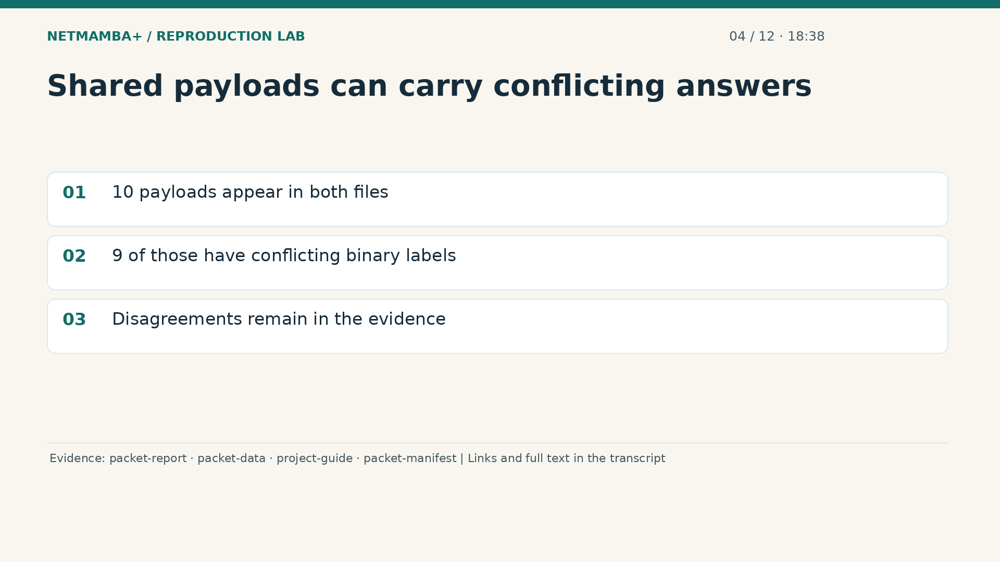 NETMAMBA+ / REPRODUCTION LAB
04 / 12 · 18:38
Shared payloads can carry conflicting answers
01 10 payloads appear in both files
02 9 of those have conflicting binary labels
03 Disagreements remain in the evidence
Evidence: packet-report · packet-data · project-guide · packet-manifest | Links and full text in the transcript